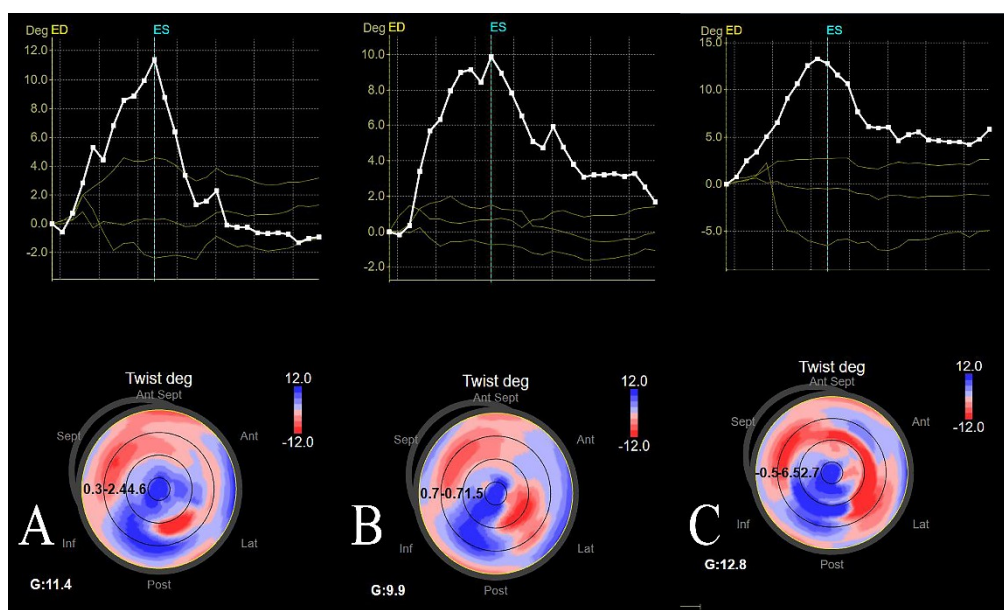 Deg ED ES
12.0
10.0
8.0
6.0
4.0
2.0
0.0
-2.0
Twist deg
12.0
-12.0
Ant Sept
Sept
Ant
0.3-2.44.6
Inf
Lat
Post
G:11.4
A
Deg ED ES
10.0
8.0
6.0
4.0
2.0
0.0
-2.0
Twist deg
12.0
-12.0
Ant Sept
Sept
Ant
0.7-0.71.5
Inf
Lat
Post
G:9.9
B
Deg ED ES
15.0
10.0
5.0
0.0
-5.0
Twist deg
12.0
-12.0
Ant Sept
Sept
Ant
-0.5-6.52.7
Inf
Lat
Post
G:12.8
C